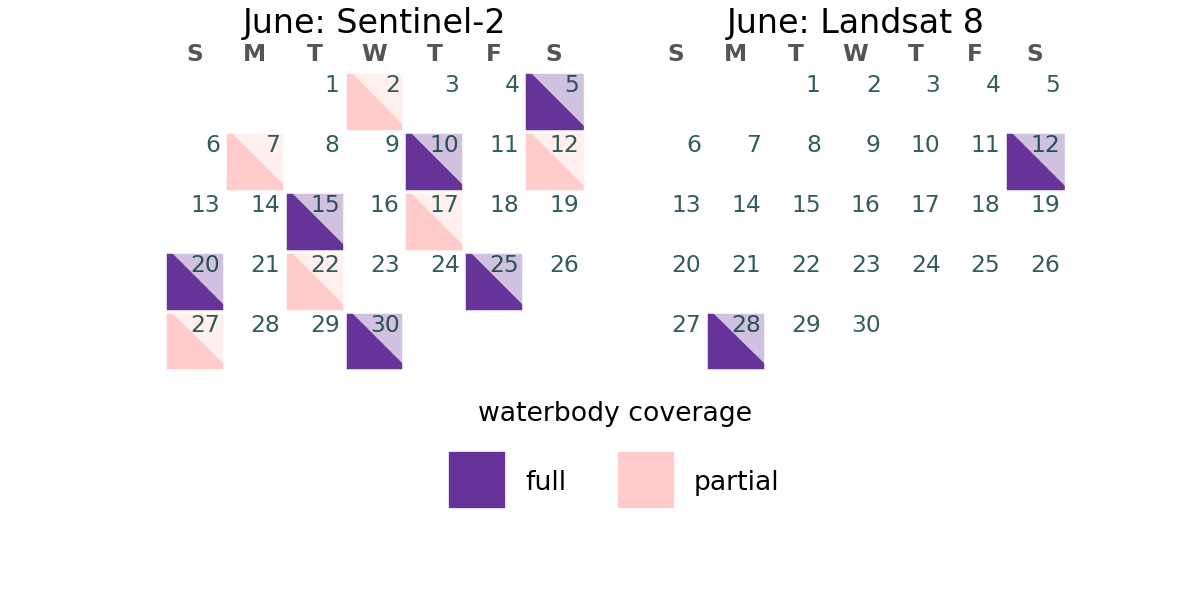 June: Sentinel-2
S M T W T F S
1 2 3 4 5
6 7 8 9 10 11 12
13 14 15 16 17 18 19
20 21 22 23 24 25 26
27 28 29 30
June: Landsat 8
S M T W T F S
1 2 3 4 5
6 7 8 9 10 11 12
13 14 15 16 17 18 19
20 21 22 23 24 25 26
27 28 29 30
waterbody coverage
full
partial